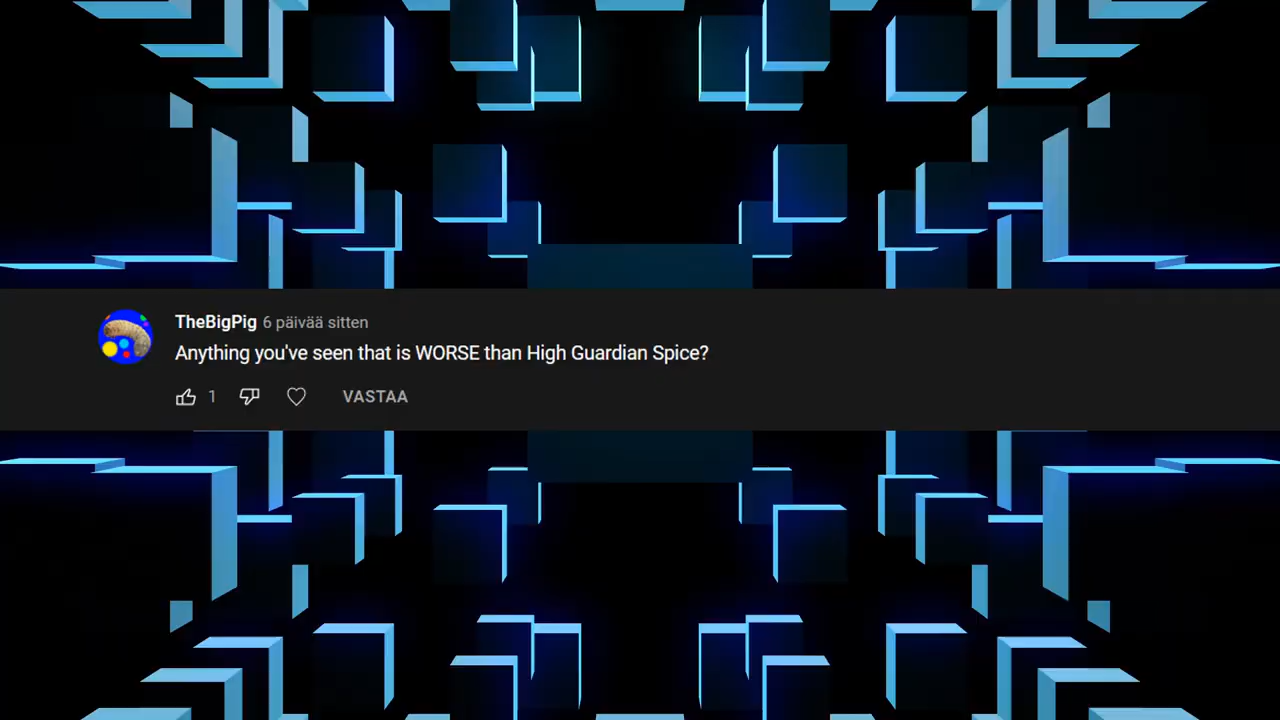 TheBigPig 6 päivää sitten
Anything you've seen that is WORSE than High Guardian Spice?
1 VASTAA